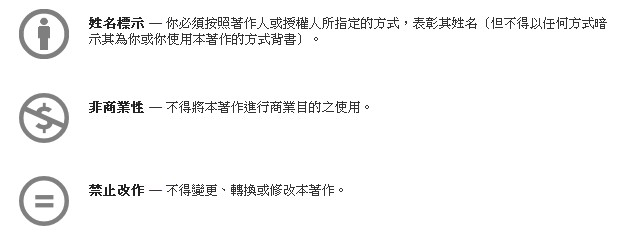 姓名標示 — 你必須按照著作人或授權人所指定的方式，表彰其姓名〔但不得以任何方式暗
示其為你或你使用本著作的方式背書〕。
非商業性 — 不得將本著作進行商業目的之使用。
禁止改作 — 不得變更、轉換或修改本著作。